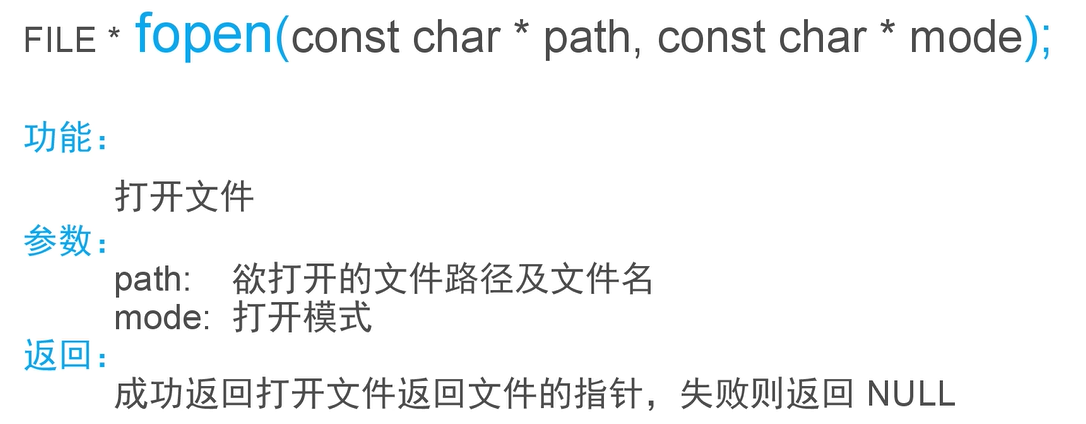 FILE * fopen(const char * path, const char * mode);
功能：
打开文件
参数：
path: 欲打开的文件路径及文件名
mode: 打开模式
返回：
成功返回打开文件返回文件的指针，失败则返回 NULL